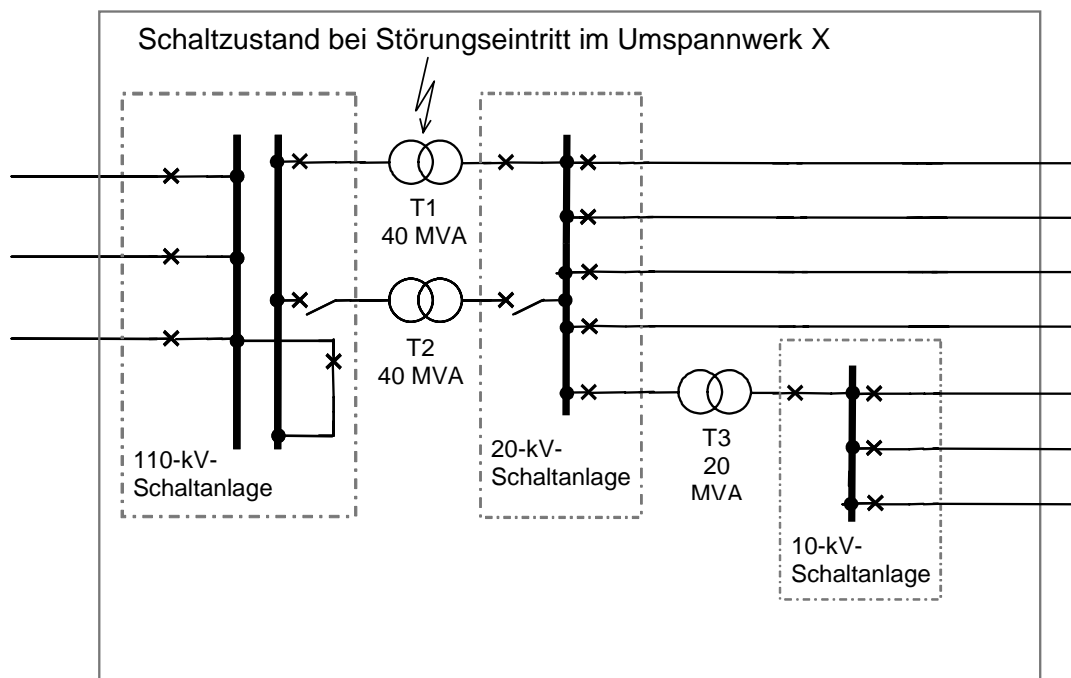 Schaltzustand bei Störungseintritt im Umspannwerk X
T1
40 MVA
T2
40 MVA
110-kV-
Schaltanlage
20-kV-
Schaltanlage
T3
20
MVA
10-kV-
Schaltanlage